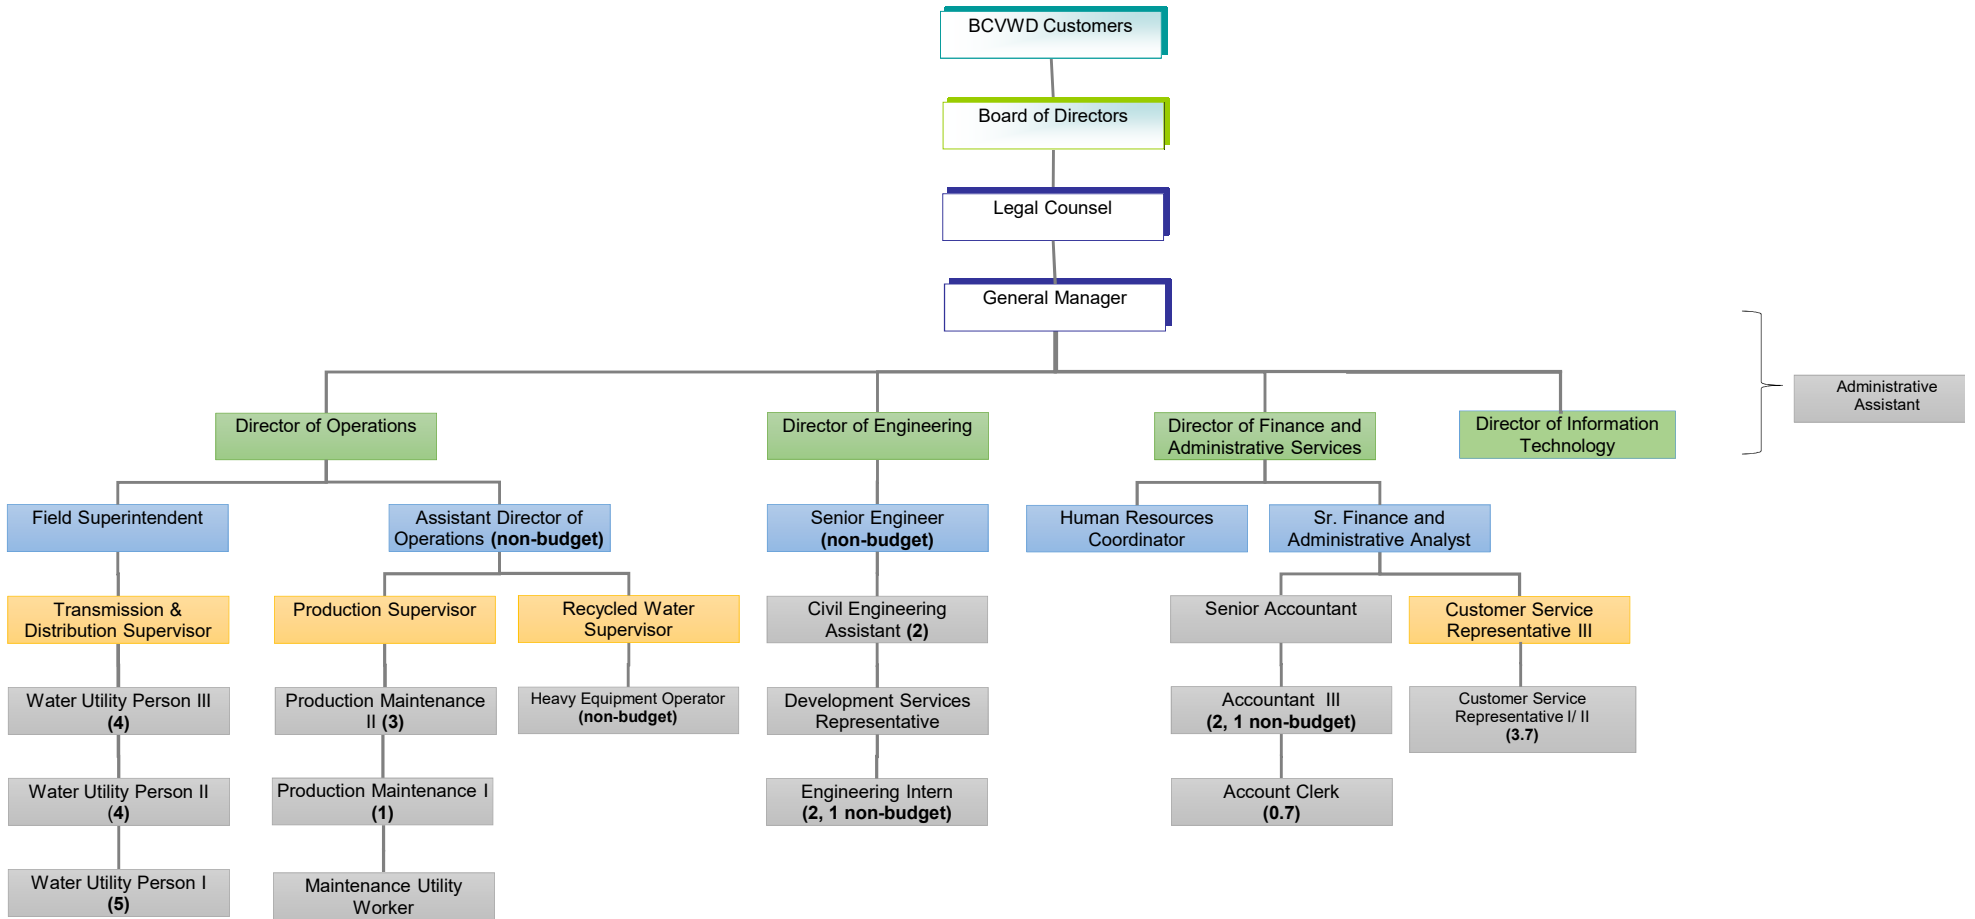 BCVWD Customers
Board of Directors
Legal Counsel
General Manager
Administrative
Assistant
Director of Operations
Director of Engineering
Director of Finance and
Administrative Services
Director of Information
Technology
Field Superintendent
Assistant Director of
Operations (non-budget)
Senior Engineer
(non-budget)
Human Resources
Coordinator
Sr. Finance and
Administrative Analyst
Transmission &
Distribution Supervisor
Production Supervisor
Recycled Water
Supervisor
Civil Engineering
Assistant (2)
Senior Accountant
Customer Service
Representative III
Water Utility Person III
(4)
Production Maintenance
II (3)
Heavy Equipment Operator
(non-budget)
Development Services
Representative
Accountant III
(2, 1 non-budget)
Customer Service
Representative I/ II
(3.7)
Water Utility Person II
(4)
Production Maintenance I
(1)
Engineering Intern
(2, 1 non-budget)
Account Clerk
(0.7)
Water Utility Person I
(5)
Maintenance Utility
Worker